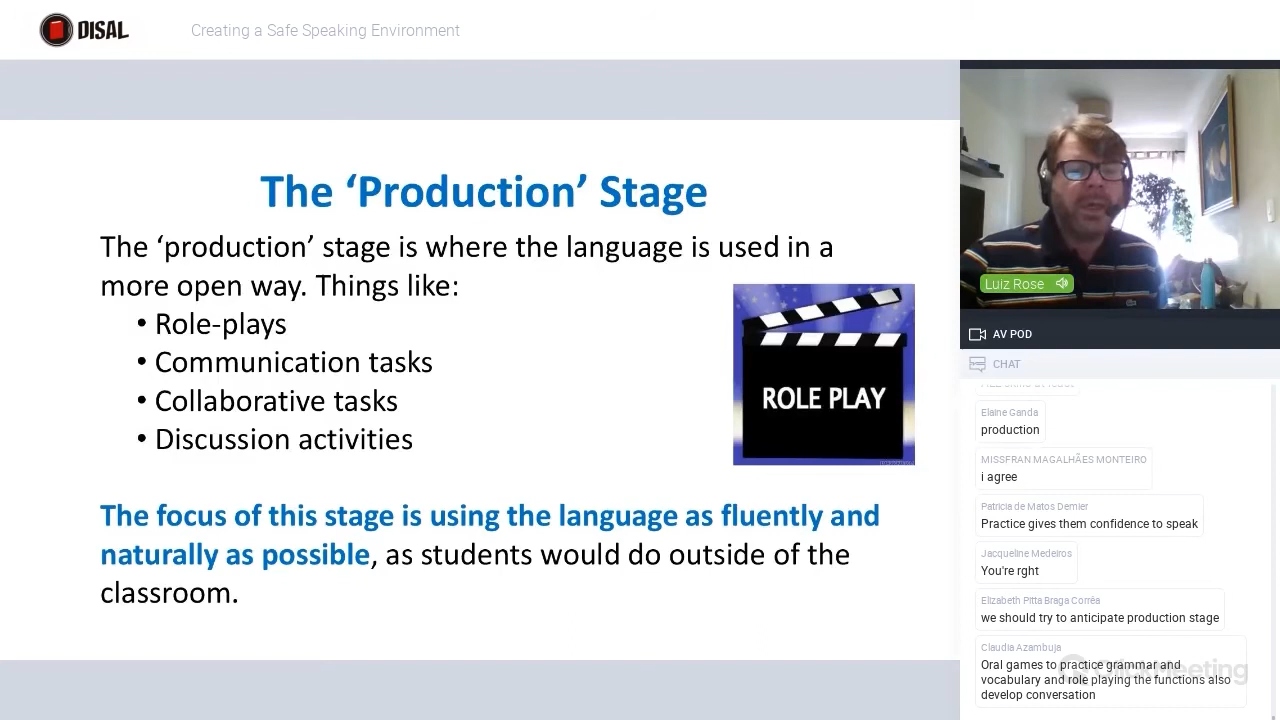 DISAL
Creating a Safe Speaking Environment
The ‘Production’ Stage
The ‘production’ stage is where the language is used in a
more open way. Things like:
• Role-plays
• Communication tasks
• Collaborative tasks
• Discussion activities
ROLE PLAY
The focus of this stage is using the language as fluently and
naturally as possible, as students would do outside of the
classroom.
Luiz Rose
AV POD
CHAT
Elaine Ganda
production
MISSFRAN.MAGALHÃES MONTEIRO
i agree
Patricia de Matos Demier
Practice gives them confidence to speak
Jacqueline Medeiros
You're rght
Elizabeth Pitta Braga Corrêa
we should try to anticipate production stage
Claudia Azambuja
Oral games to practice grammar and
vocabulary and role playing the functions also
develop conversation